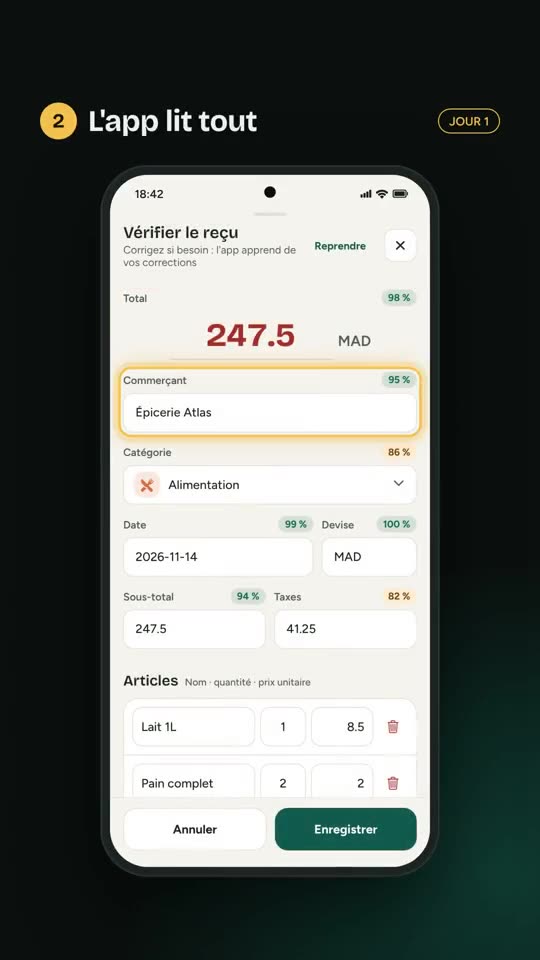 2 L'app lit tout JOUR 1
18:42
Vérifier le reçu
Corrigez si besoin : l'app apprend de
vos corrections
Reprendre
Total 98 %
247.5 MAD
Commerçant 95 %
Épicerie Atlas
Catégorie 86 %
Alimentation
Date 99 % Devise 100 %
2026-11-14 MAD
Sous-total 94 % Taxes 82 %
247.5 41.25
Articles Nom · quantité · prix unitaire
Lait 1L 1 8.5
Pain complet 2 2
Annuler Enregistrer